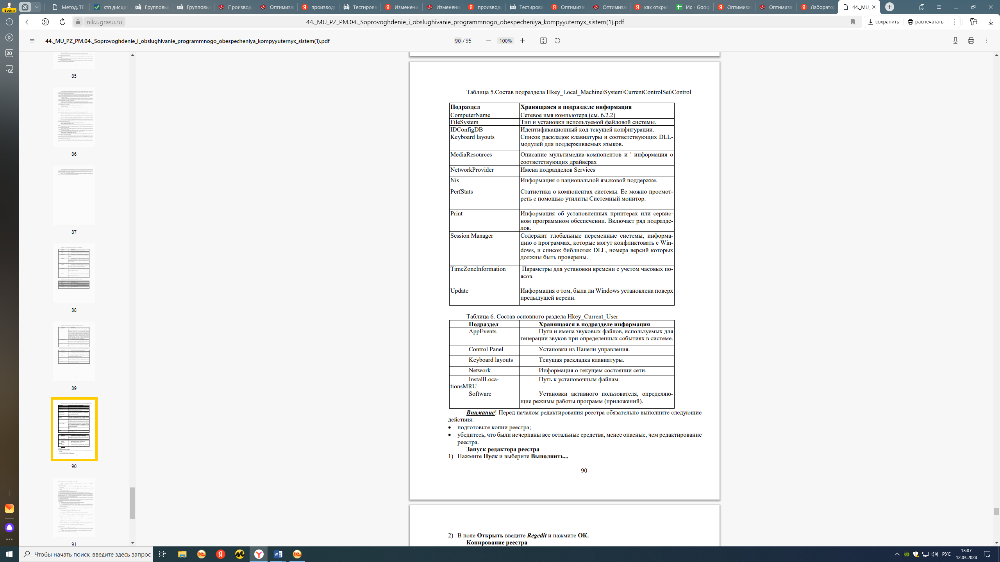 Войти
20
Метод. ТЕ
ктп дисци
Групповые
Групповые
Производ
Оптимиза
производ
Тестирова
Изменени
Изменени
производ
Тестирова
Оптимиза
Оптимиза
как откры
Ис - Goog
Оптимиза
Оптимиза
Лаборатор
44._MU_
nik.ugrasu.ru
44._MU_PZ_PM.04._Soprovoghdenie_i_obslughivanie_programmnogo_obespecheniya_kompyyuternyx_sistem(1).pdf
сохранить
распечатать
20
44._MU_PZ_PM.04._Soprovoghdenie_i_obslughivanie_programmnogo_obespecheniya_kompyyuternyx_sistem(1).pdf
90 / 95
100%
85
86
87
88
89
90
91
Таблица 5.Состав подраздела Hkey_Local_Machine\System\CurrentControlSet\Control
Подраздел Хранящаяся в подразделе информация
ComputerName Сетевое имя компьютера (см. 6.2.2)
FileSystem Тип и установки используемой файловой системы.
IDConfigDB Идентификационный код текущей конфигурации.
Keyboard layouts Список раскладок клавиатуры и соответствующих DLL-
модулей для поддерживаемых языков.
MediaResources Описание мультимедиа-компонентов и ' информация о
соответствующих драйверах
NetworkProvider Имена подразделов Services
Nis Информация о национальной языковой поддержке.
PerfStats Статистика о компонентах системы. Ее можно просмот-
реть с помощью утилиты Системный монитор.
Print Информация об установленных принтерах или сервис-
ном программном обеспечении. Включает ряд подразде-
лов.
Session Manager Содержит глобальные переменные системы, информа-
цию о программах, которые могут конфликтовать с Win-
dows, и список библиотек DLL, номера версий которых
должны быть проверены.
TimeZonelnformation Параметры для установки времени с учетом часовых по-
ясов.
Update Информация о том, была ли Windows установлена поверх
предыдущей версии.
Таблица 6. Состав основного раздела Hkey_Current_User
Подраздел Хранящаяся в подразделе информация
AppEvents Пути и имена звуковых файлов, используемых для
генерации звуков при определенных событиях в системе.
Control Panel Установки из Панели управления.
Keyboard layouts Текущая раскладка клавиатуры.
Network Информация о текущем состоянии сети.
InstallLoca- Путь к установочным файлам.
tionsMRU
Software Установки активного пользователя, определяю-
щие режимы работы программ (приложений).
Внимание! Перед началом редактирования реестра обязательно выполните следующие
действия:
• подготовьте копии реестра;
• убедитесь, что были исчерпаны все остальные средства, менее опасные, чем редактирование
реестра.
Запуск редактора реестра
1) Нажмите Пуск и выберите Выполнить...
90
2) В поле Открыть введите Regedit и нажмите ОК.
Копирование реестра
Чтобы начать поиск, введите здесь запрос
РУС
13:07
12.03.2024